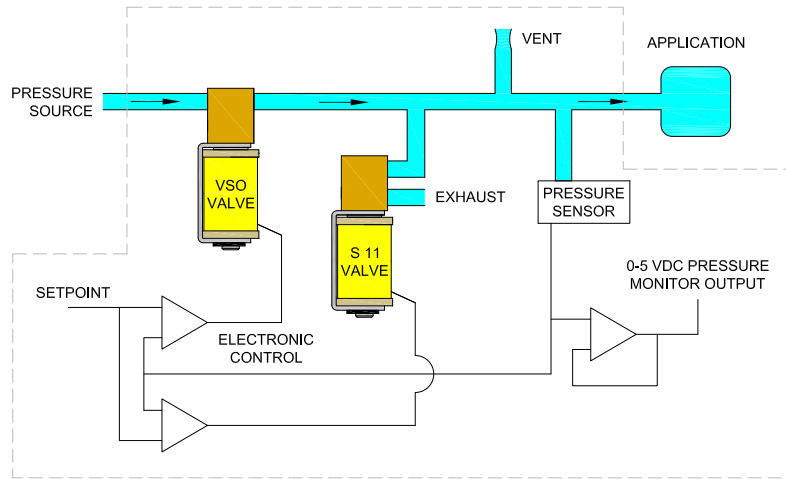 VENT
APPLICATION
PRESSURE
SOURCE
VSO
VALVE
EXHAUST
PRESSURE
SENSOR
S 11
VALVE
0-5 VDC PRESSURE
MONITOR OUTPUT
SETPOINT
ELECTRONIC
CONTROL